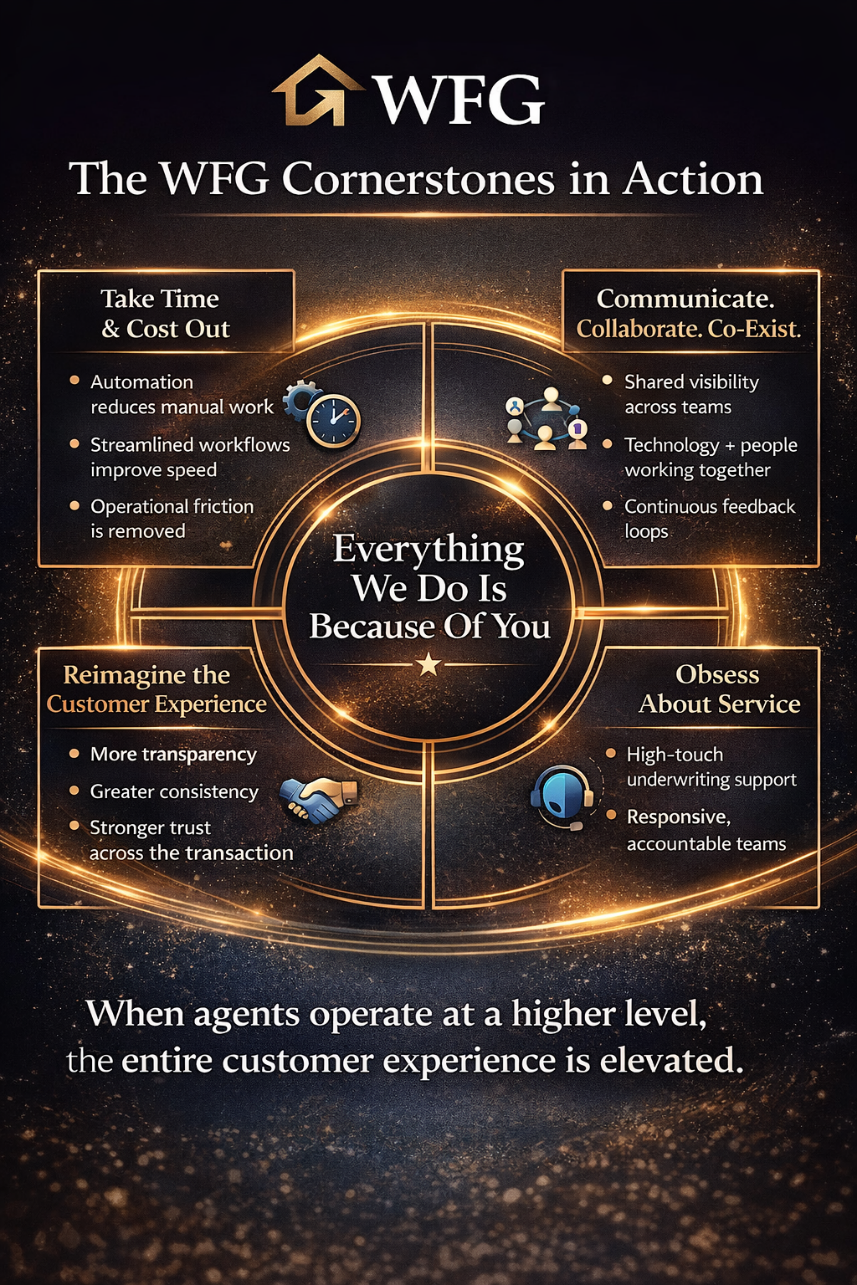 WFG
The WFG Cornerstones in Action
Take Time
& Cost Out
Automation
reduces manual work
Streamlined workflows
improve speed
Operational friction
is removed
Communicate.
Collaborate. Co-Exist.
Shared visibility
across teams
Technology + people
working together
Continuous feedback
loops
Everything
We Do Is
Because Of You
Reimagine the
Customer Experience
More transparency
Greater consistency
Stronger trust
across the transaction
Obsess
About Service
High-touch
underwriting support
Responsive,
accountable teams
When agents operate at a higher level,
the entire customer experience is elevated.